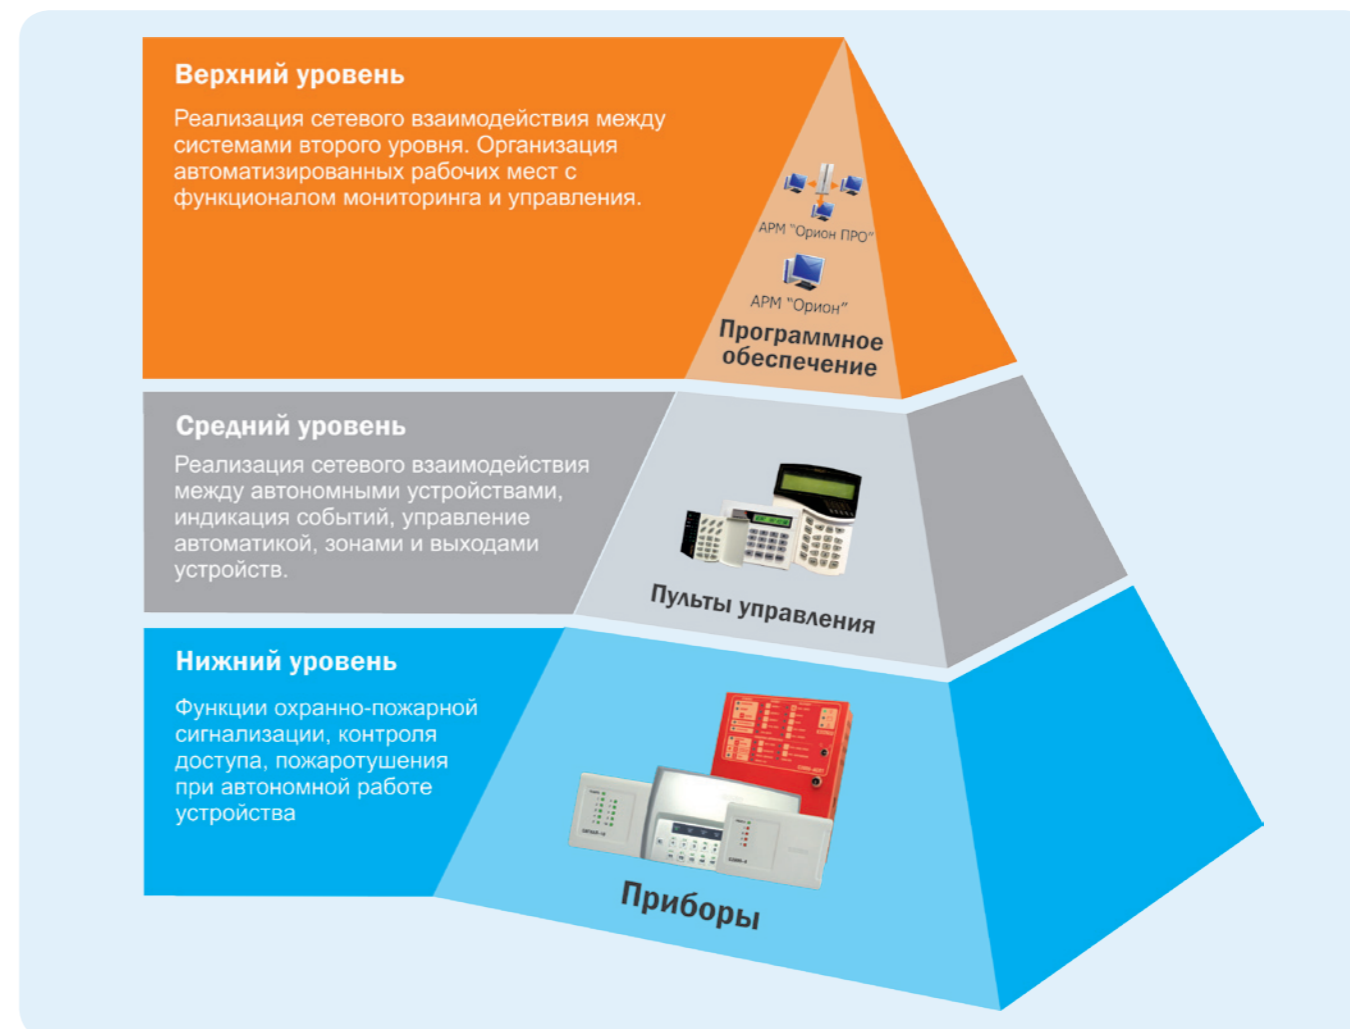 Верхний уровень
Реализация сетевого взаимодействия между
системами второго уровня. Организация
автоматизированных рабочих мест с
функционалом мониторинга и управления.
АРМ "Орион ПРО"
АРМ "Орион"
Программное
обеспечение
Средний уровень
Реализация сетевого взаимодействия
между автономными устройствами,
индикация событий, управление
автоматикой, зонами и выходами
устройств.
Пульты управления
Нижний уровень
Функции охранно-пожарной
сигнализации, контроля
доступа, пожаротушения
при автономной работе
устройства
Приборы